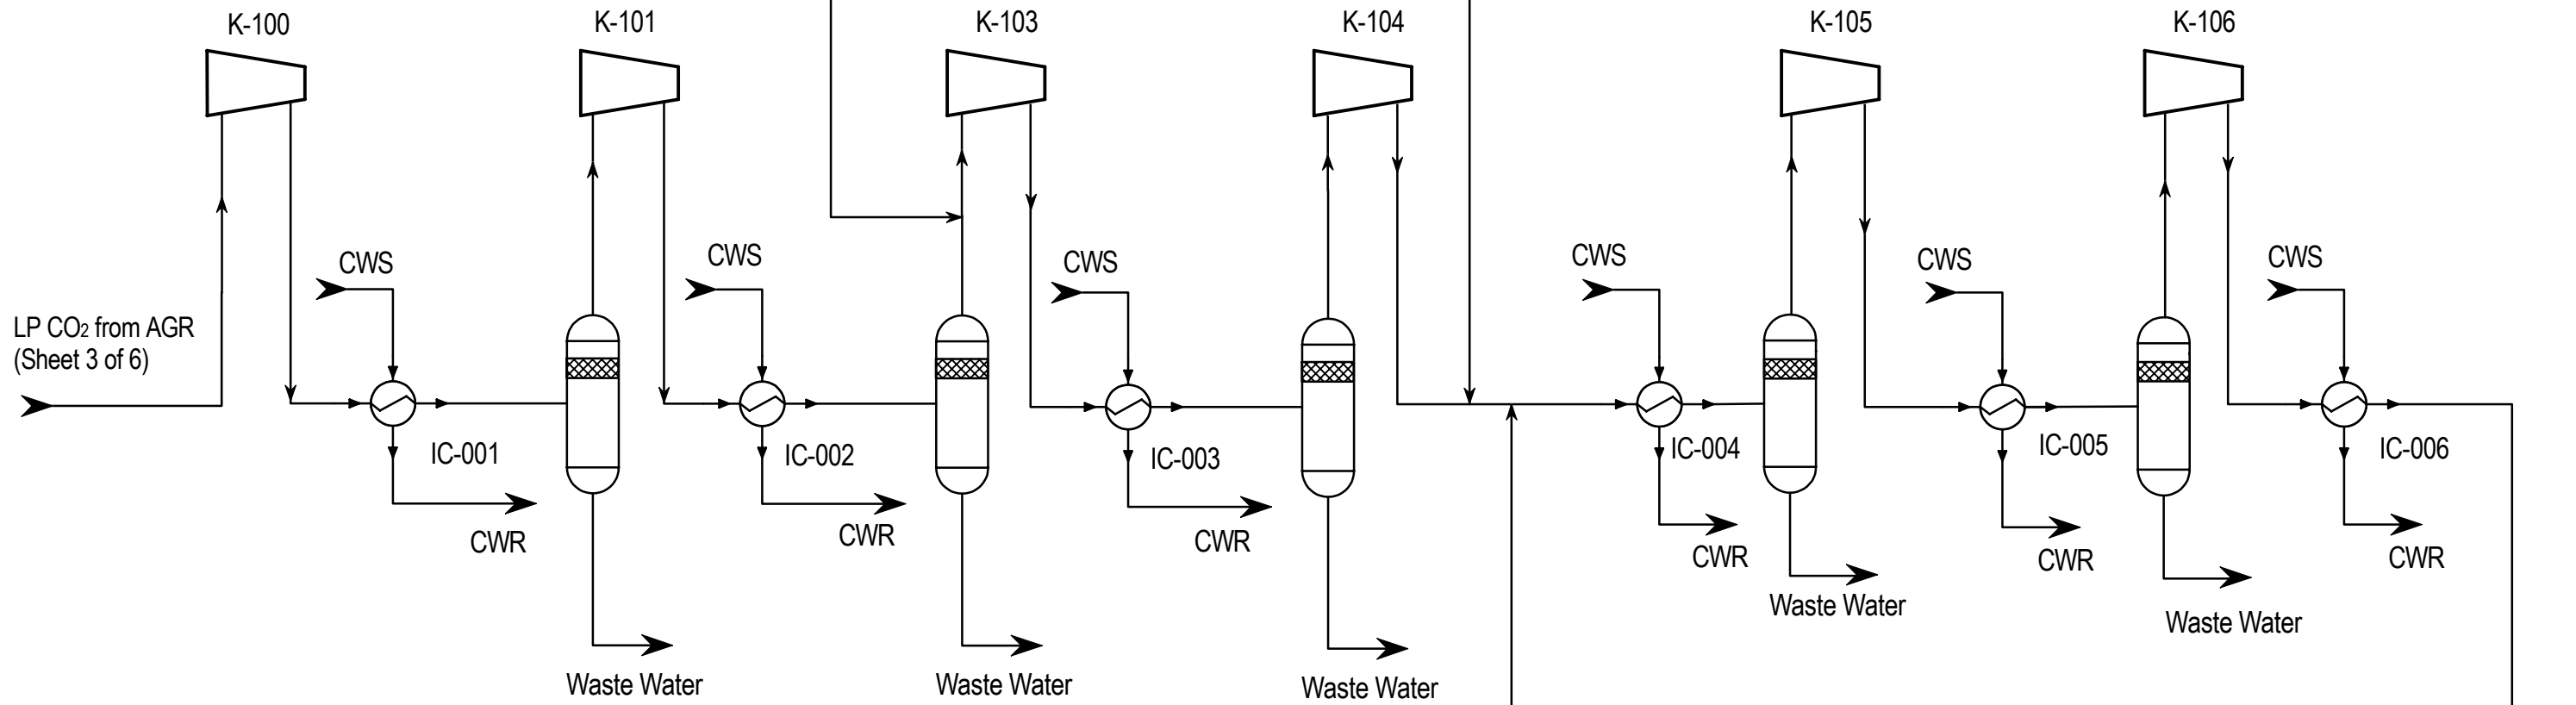 K-100
K-101
K-103
K-104
K-105
K-106
CWS
CWS
CWS
CWS
CWS
CWS
LP CO2 from AGR
(Sheet 3 of 6)
IC-001
IC-002
IC-003
IC-004
IC-005
IC-006
CWR
CWR
CWR
CWR
CWR
CWR
Waste Water
Waste Water
Waste Water
Waste Water
Waste Water